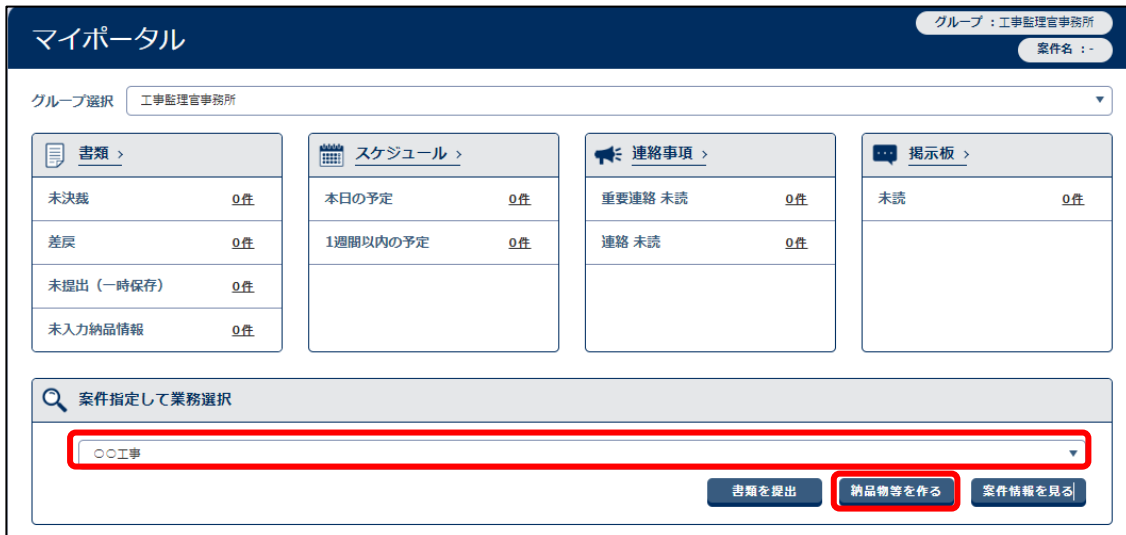 マイポータル
グループ ：工事監理官事務所
案件名 ：-
グループ選択 工事監理官事務所
書類 > スケジュール > 連絡事項 > 掲示板 >
未決裁 0件 本日の予定 0件 重要連絡 未読 0件 未読 0件
差戻 0件 1週間以内の予定 0件 連絡 未読 0件
未提出（一時保存） 0件
未入力納品情報 0件
案件指定して業務選択
○○工事
書類を提出 納品物等を作る 案件情報を見る